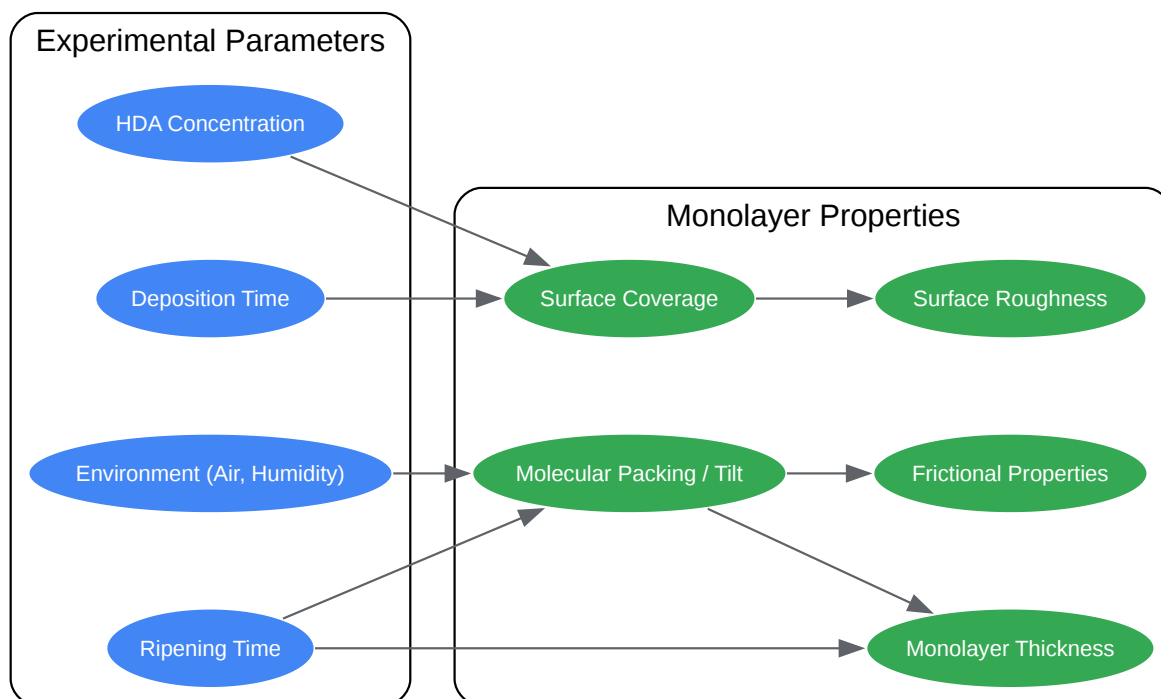 Experimental Parameters
HDA Concentration
Deposition Time
Environment (Air, Humidity)
Ripening Time
Monolayer Properties
Surface Coverage
Surface Roughness
Molecular Packing / Tilt
Frictional Properties
Monolayer Thickness